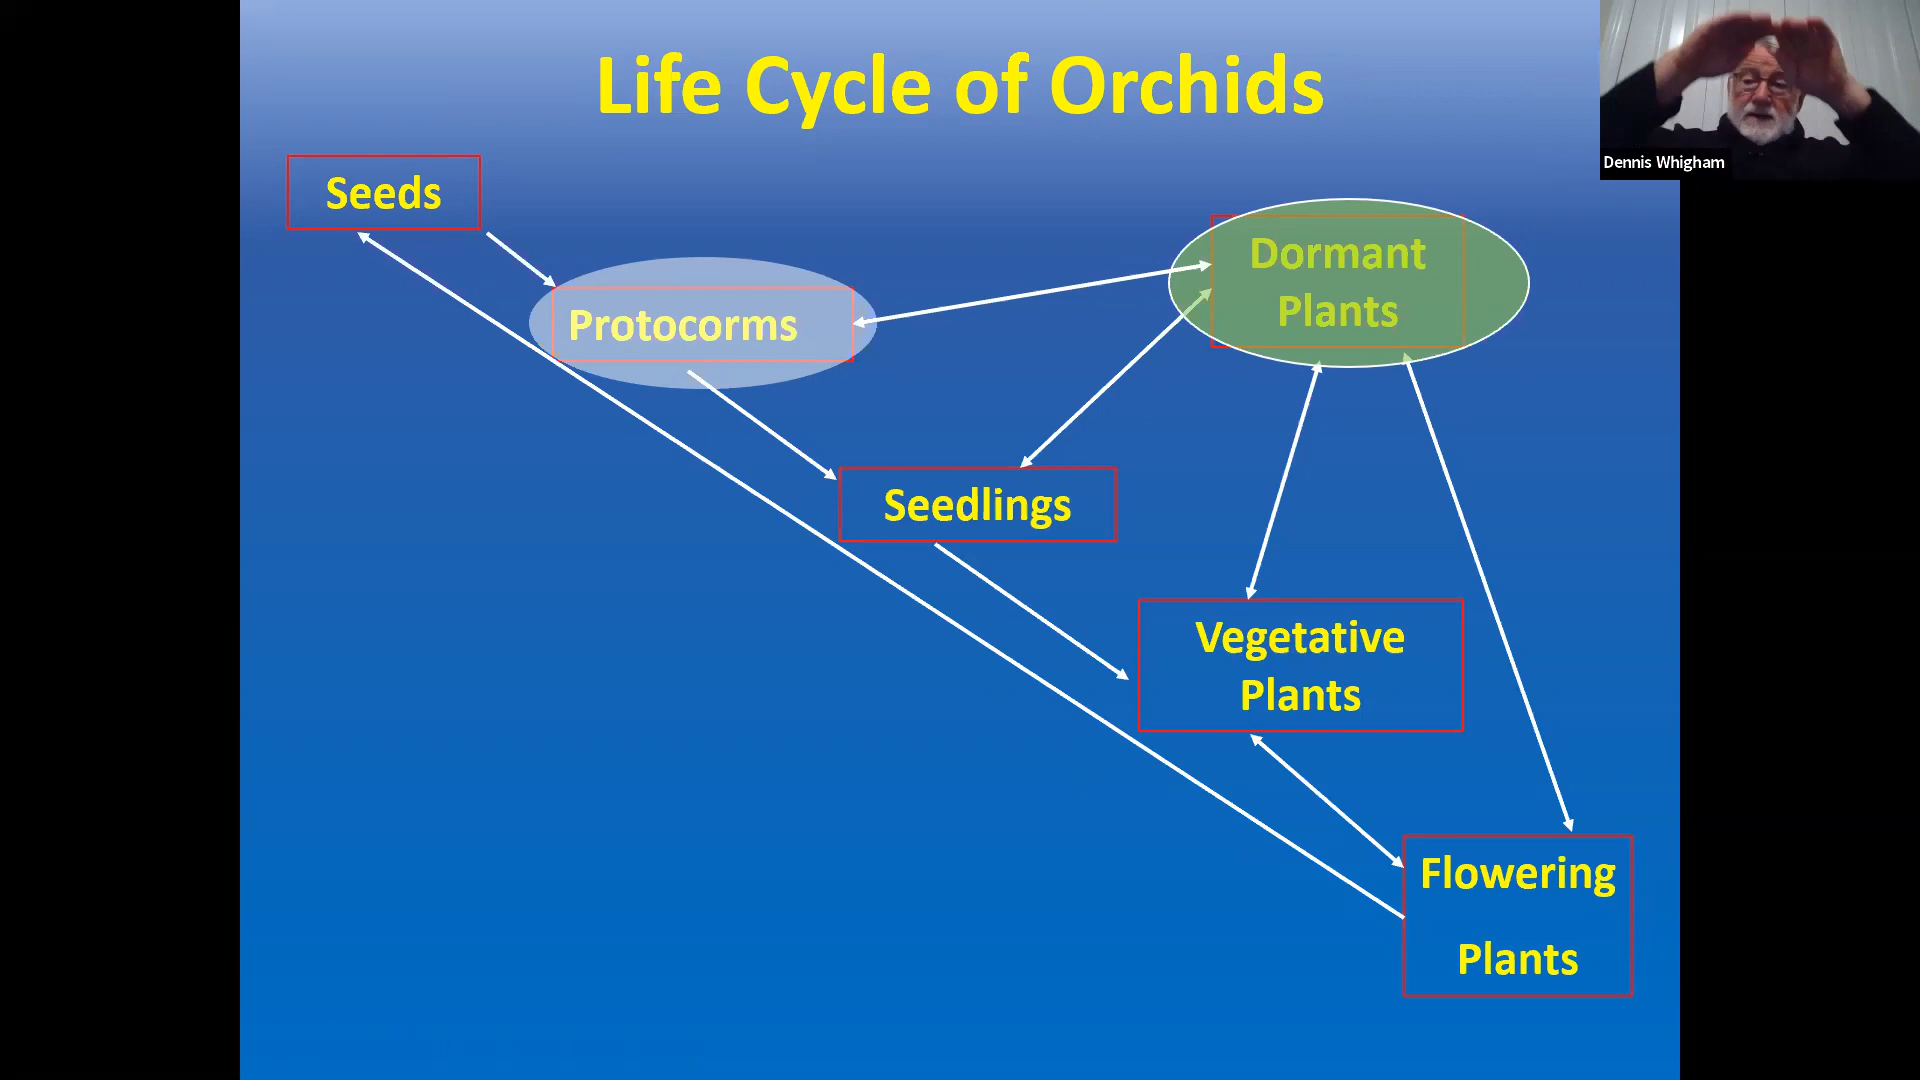 Life Cycle of Orchids
Dennis Whigham
Seeds
Dormant
Plants
Protocorms
Seedlings
Vegetative
Plants
Flowering
Plants